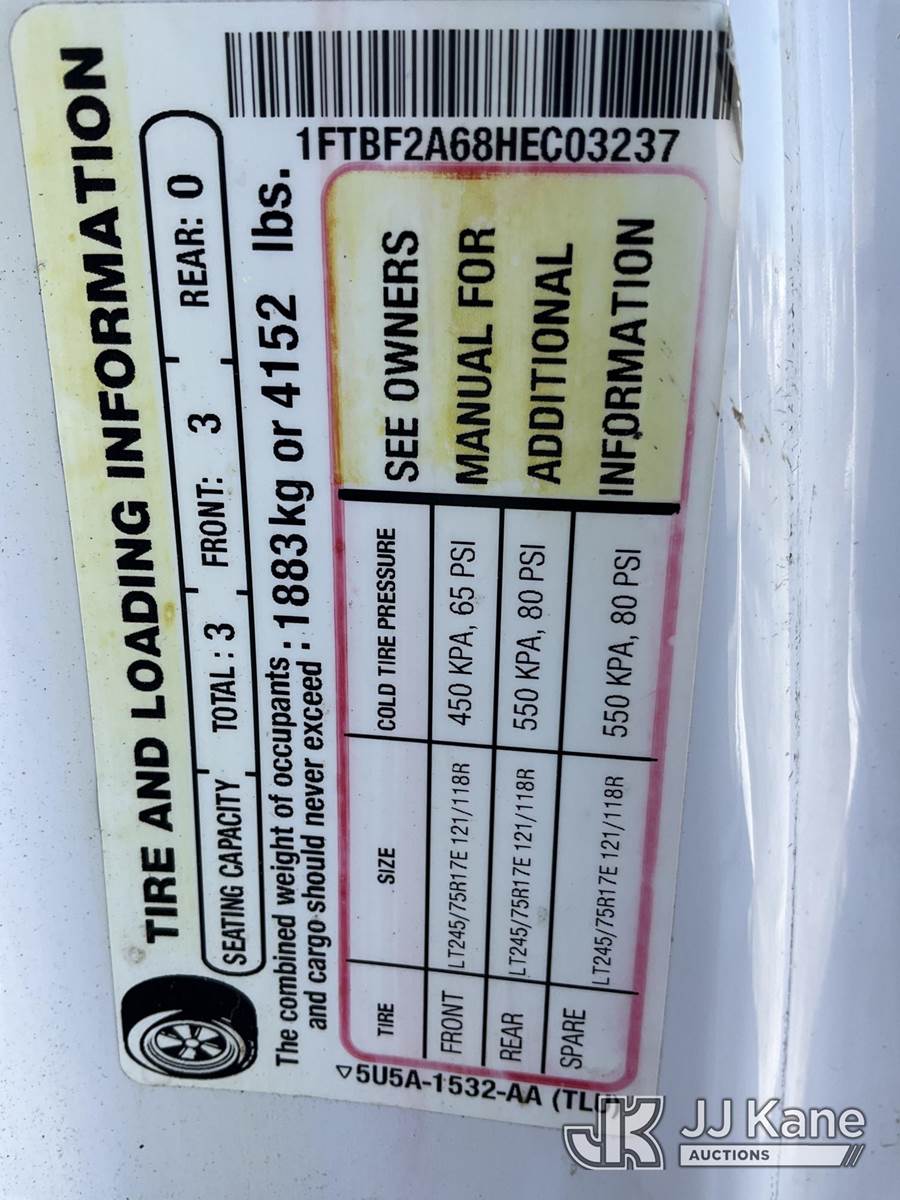 TIRE AND LOADING INFORMATION
SEATING CAPACITY TOTAL : 3 FRONT: 3 REAR: 0
The combined weight of occupants : 1883kg or 4152 lbs.
and cargo should never exceed
TIRE SIZE COLD TIRE PRESSURE
FRONT LT245/75R17E 121/118R 450 KPA, 65 PSI
REAR LT245/75R17E 121/118R 550 KPA, 80 PSI
SPARE LT245/75R17E 121/118R 550 KPA, 80 PSI
SEE OWNERS
MANUAL FOR
ADDITIONAL
INFORMATION
5U5A-1532-AA (TLU)
1FTBF2A68HEC03237
JK JJ Kane
AUCTIONS